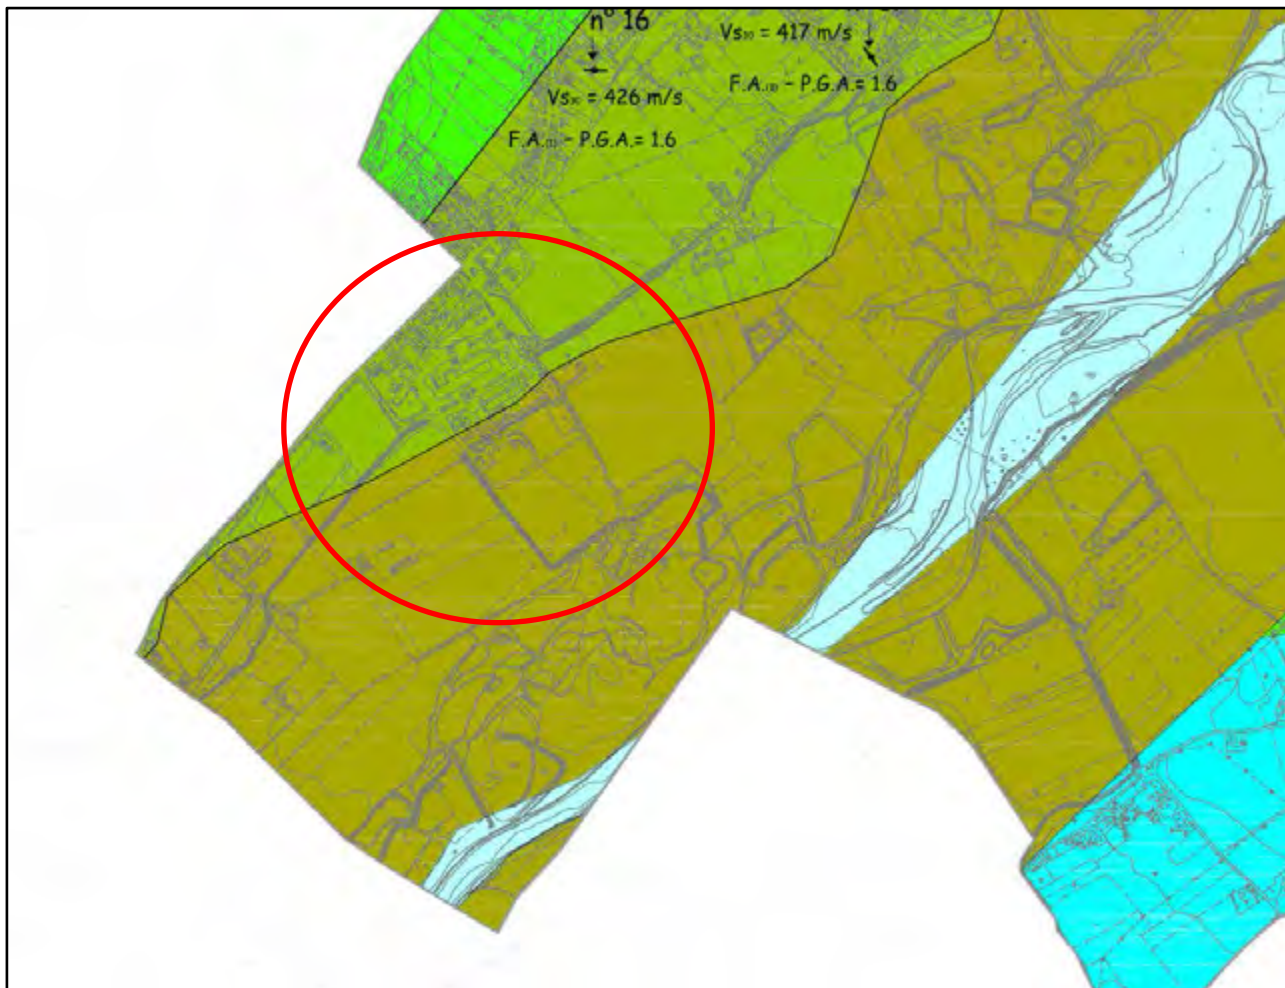 n° 16
Vs₃₀ = 417 m/s
Vs₃₀ = 426 m/s
F.A.₍₁₎ - P.G.A.= 1.6
F.A.₍₁₎ - P.G.A.= 1.6